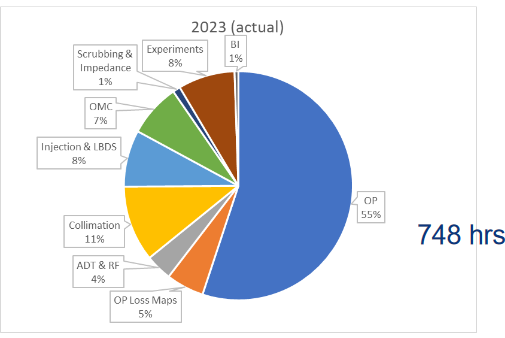 2023 (actual)
BI
1%
Experiments
8%
Scrubbing &
Impedance
1%
OMC
7%
Injection & LBDS
8%
Collimation
11%
ADT & RF
4%
OP Loss Maps
5%
OP
55%
748 hrs